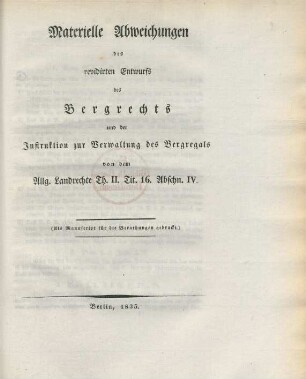 Materielle Abweichungen
des
revidirten Entwurfs
des
Bergrechts
und der
Instruktion zur Verwaltung des Bergregals
von dem
Allg. Landrechte Th. II. Tit. 16. Abschn. IV.
(Als Manuscript für die Berathungen gedruckt.)
Berlin, 1835.